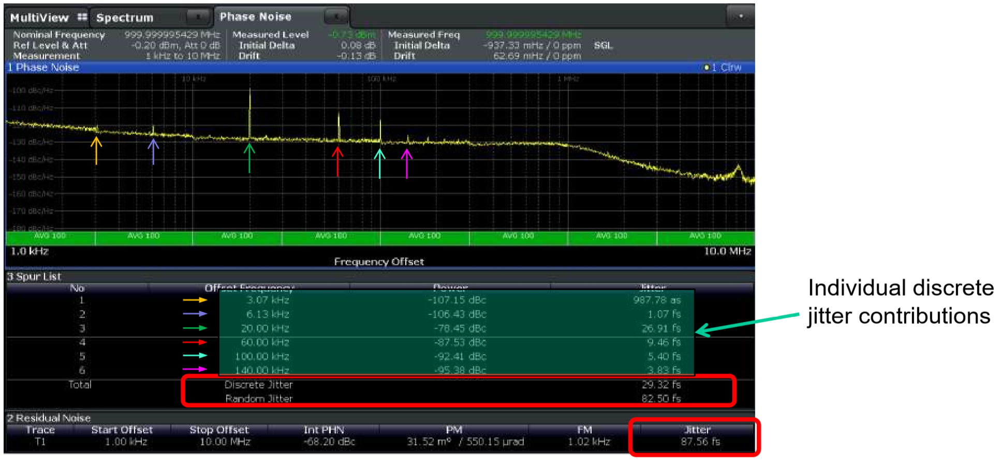 MultiView Spectrum Phase Noise
Nominal Frequency 999.999995429 MHz Measured Level -0.73 dBm Measured Freq 999.999995429 MHz
Ref Level & Att -0.20 dBm, Att 0 dB Initial Delta 0.08 dB Initial Delta -937.33 mHz / 0 ppm SGL
Measurement 1 kHz to 10 MHz Drift -0.13 dB Drift 62.69 mHz / 0 ppm
1 Phase Noise 1 Clrw
10 kHz 100 kHz 1 MHz
-100 dBc/Hz
-110 dBc/Hz
-130 dBc/Hz
-140 dBc/Hz
-150 dBc/Hz
-160 dBc/Hz
-170 dBc/Hz
-180 dBc/Hz
AVG 100 AVG 100 AVG 100 AVG 100 AVG 100 AVG 100 AVG 100 AVG 100
1.0 kHz 10.0 MHz
Frequency Offset
3 Spur List
No Offset Frequency Power Jitter
1 3.07 kHz -107.15 dBc 987.78 as
2 6.13 kHz -106.43 dBc 1.07 fs
3 20.00 kHz -78.45 dBc 26.91 fs
4 60.00 kHz -87.53 dBc 9.46 fs
5 100.00 kHz -92.41 dBc 5.40 fs
6 140.00 kHz -95.38 dBc 3.83 fs
Total Discrete Jitter 29.32 fs
Random Jitter 82.50 fs
2 Residual Noise
Trace Start Offset Stop Offset Int PHN PM FM Jitter
T1 1.00 kHz 10.00 MHz -68.20 dBc 31.52 m° / 550.15 µrad 1.02 kHz 87.56 fs
Individual discrete
jitter contributions